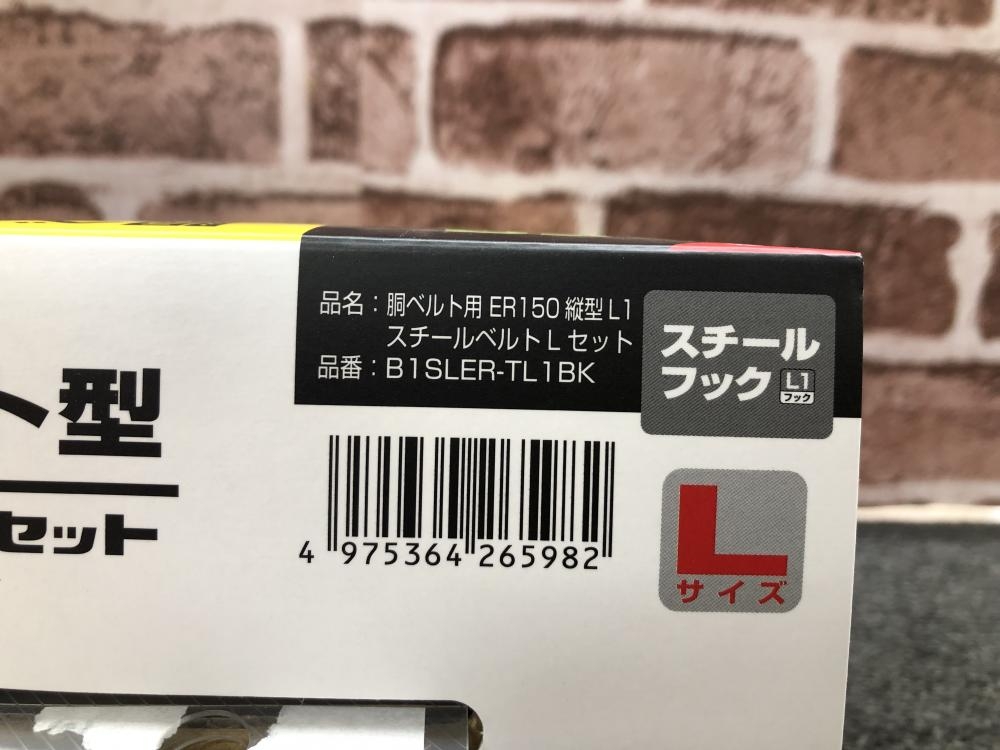 品名：胴ベルト用 ER150 縦型 L1
スチールベルト L セット
品番：B1SLER-TL1BK
スチール
フック L1
フック
ト型
セット
4 975364 265982
L
サイズ